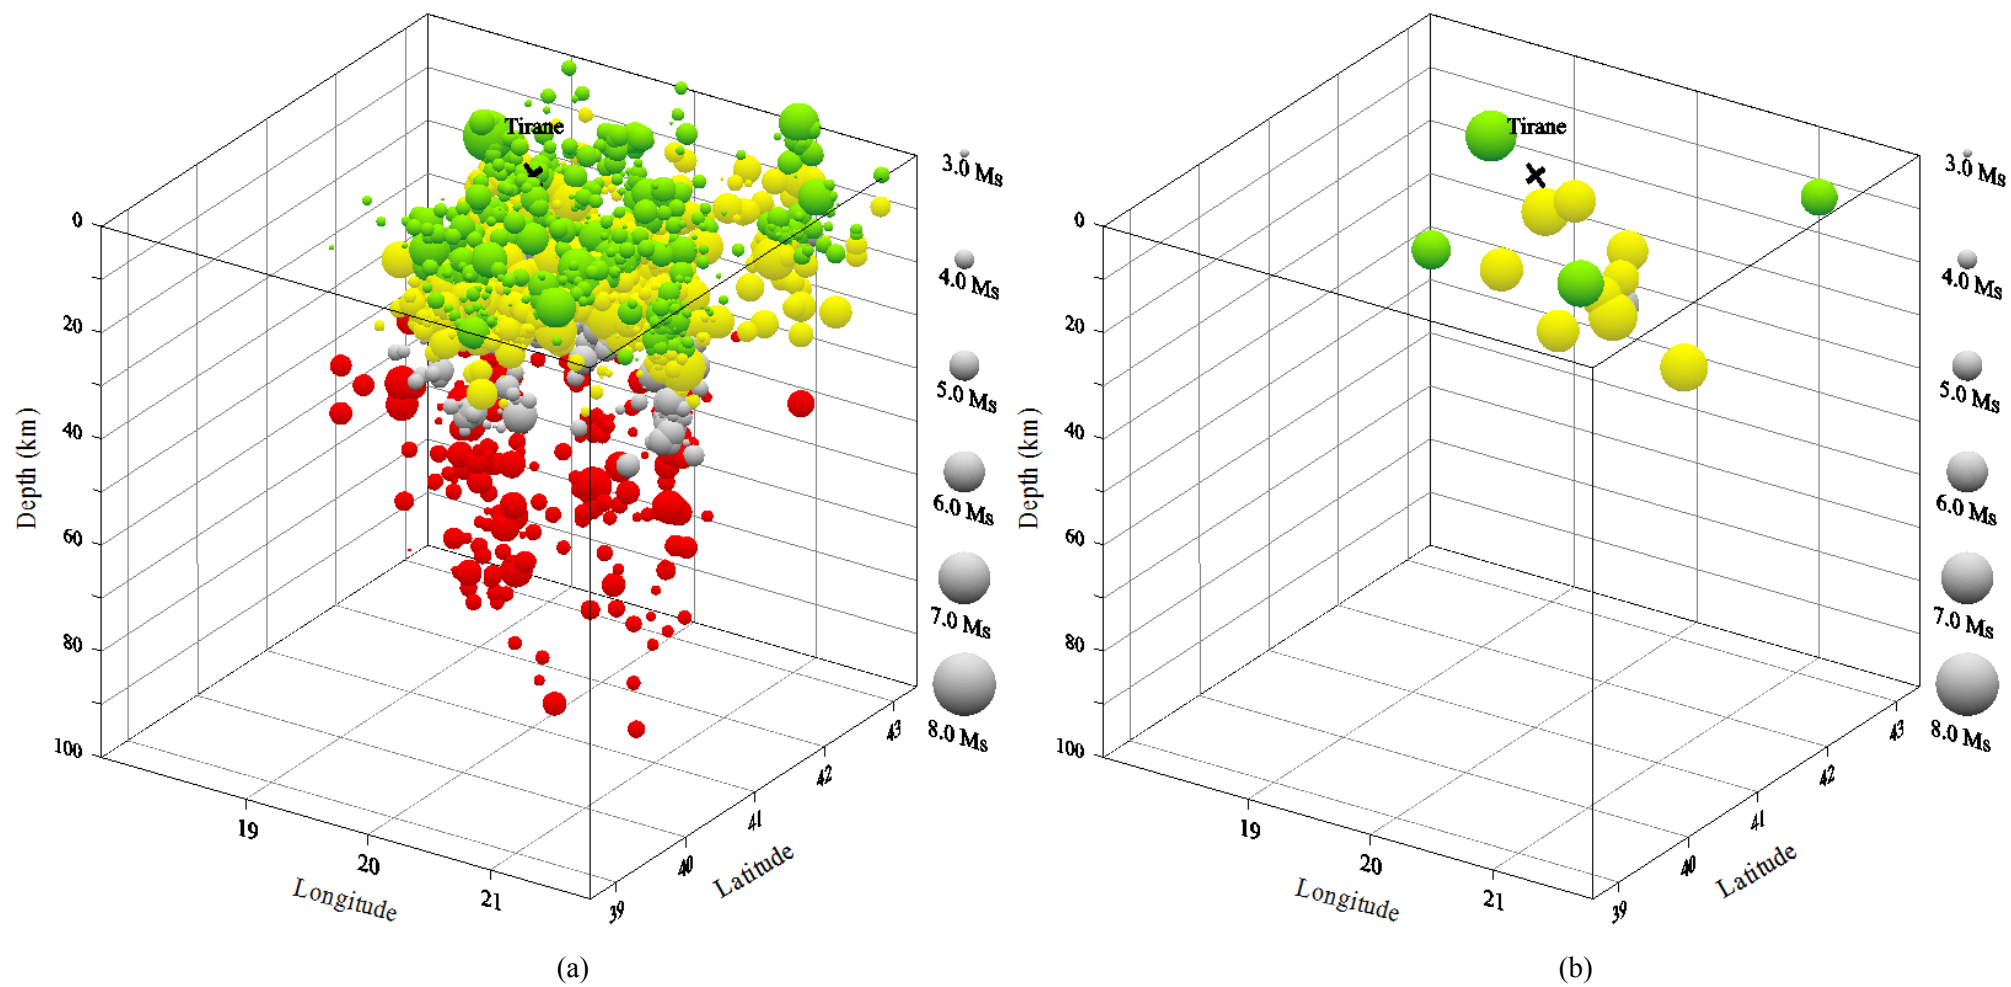 Tirane
3.0 Ms
4.0 Ms
5.0 Ms
6.0 Ms
7.0 Ms
8.0 Ms
0
20
40
60
80
100
Depth (km)
19
20
21
Longitude
39
40
41
42
43
Latitude
(a)
Tirane
3.0 Ms
4.0 Ms
5.0 Ms
6.0 Ms
7.0 Ms
8.0 Ms
0
20
40
60
80
100
Depth (km)
19
20
21
Longitude
39
40
41
42
43
Latitude
(b)